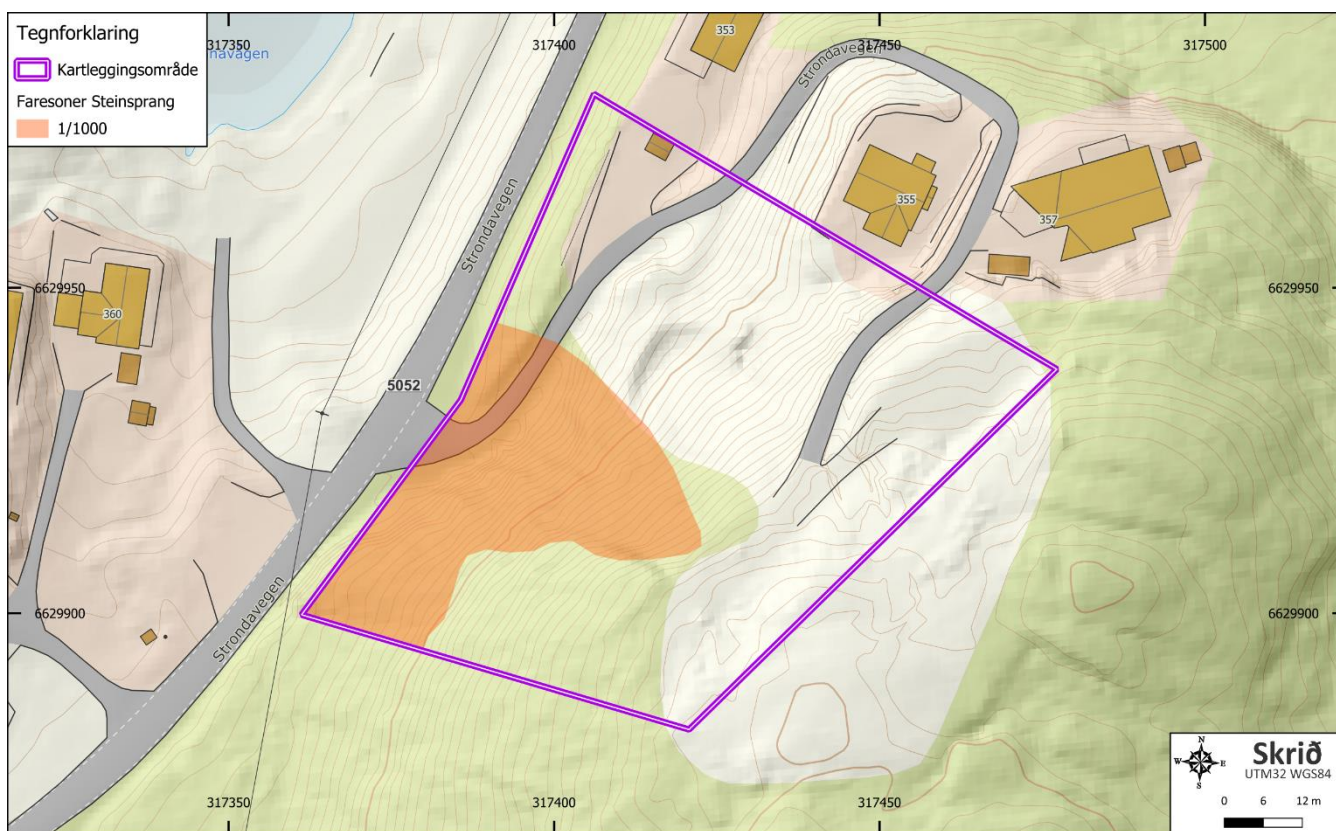 Tegnforklaring
Kartleggingsområde
Faresoner Steinsprang
1/1000
317350
317400
317450
317500
353
Strondavegen
355
357
Strondavegen
6629950
6629950
360
5052
6629900
6629900
Strondavegen
317350
317400
317450
N
W
E
S
Skrið
UTM32 WGS84
0 6 12 m